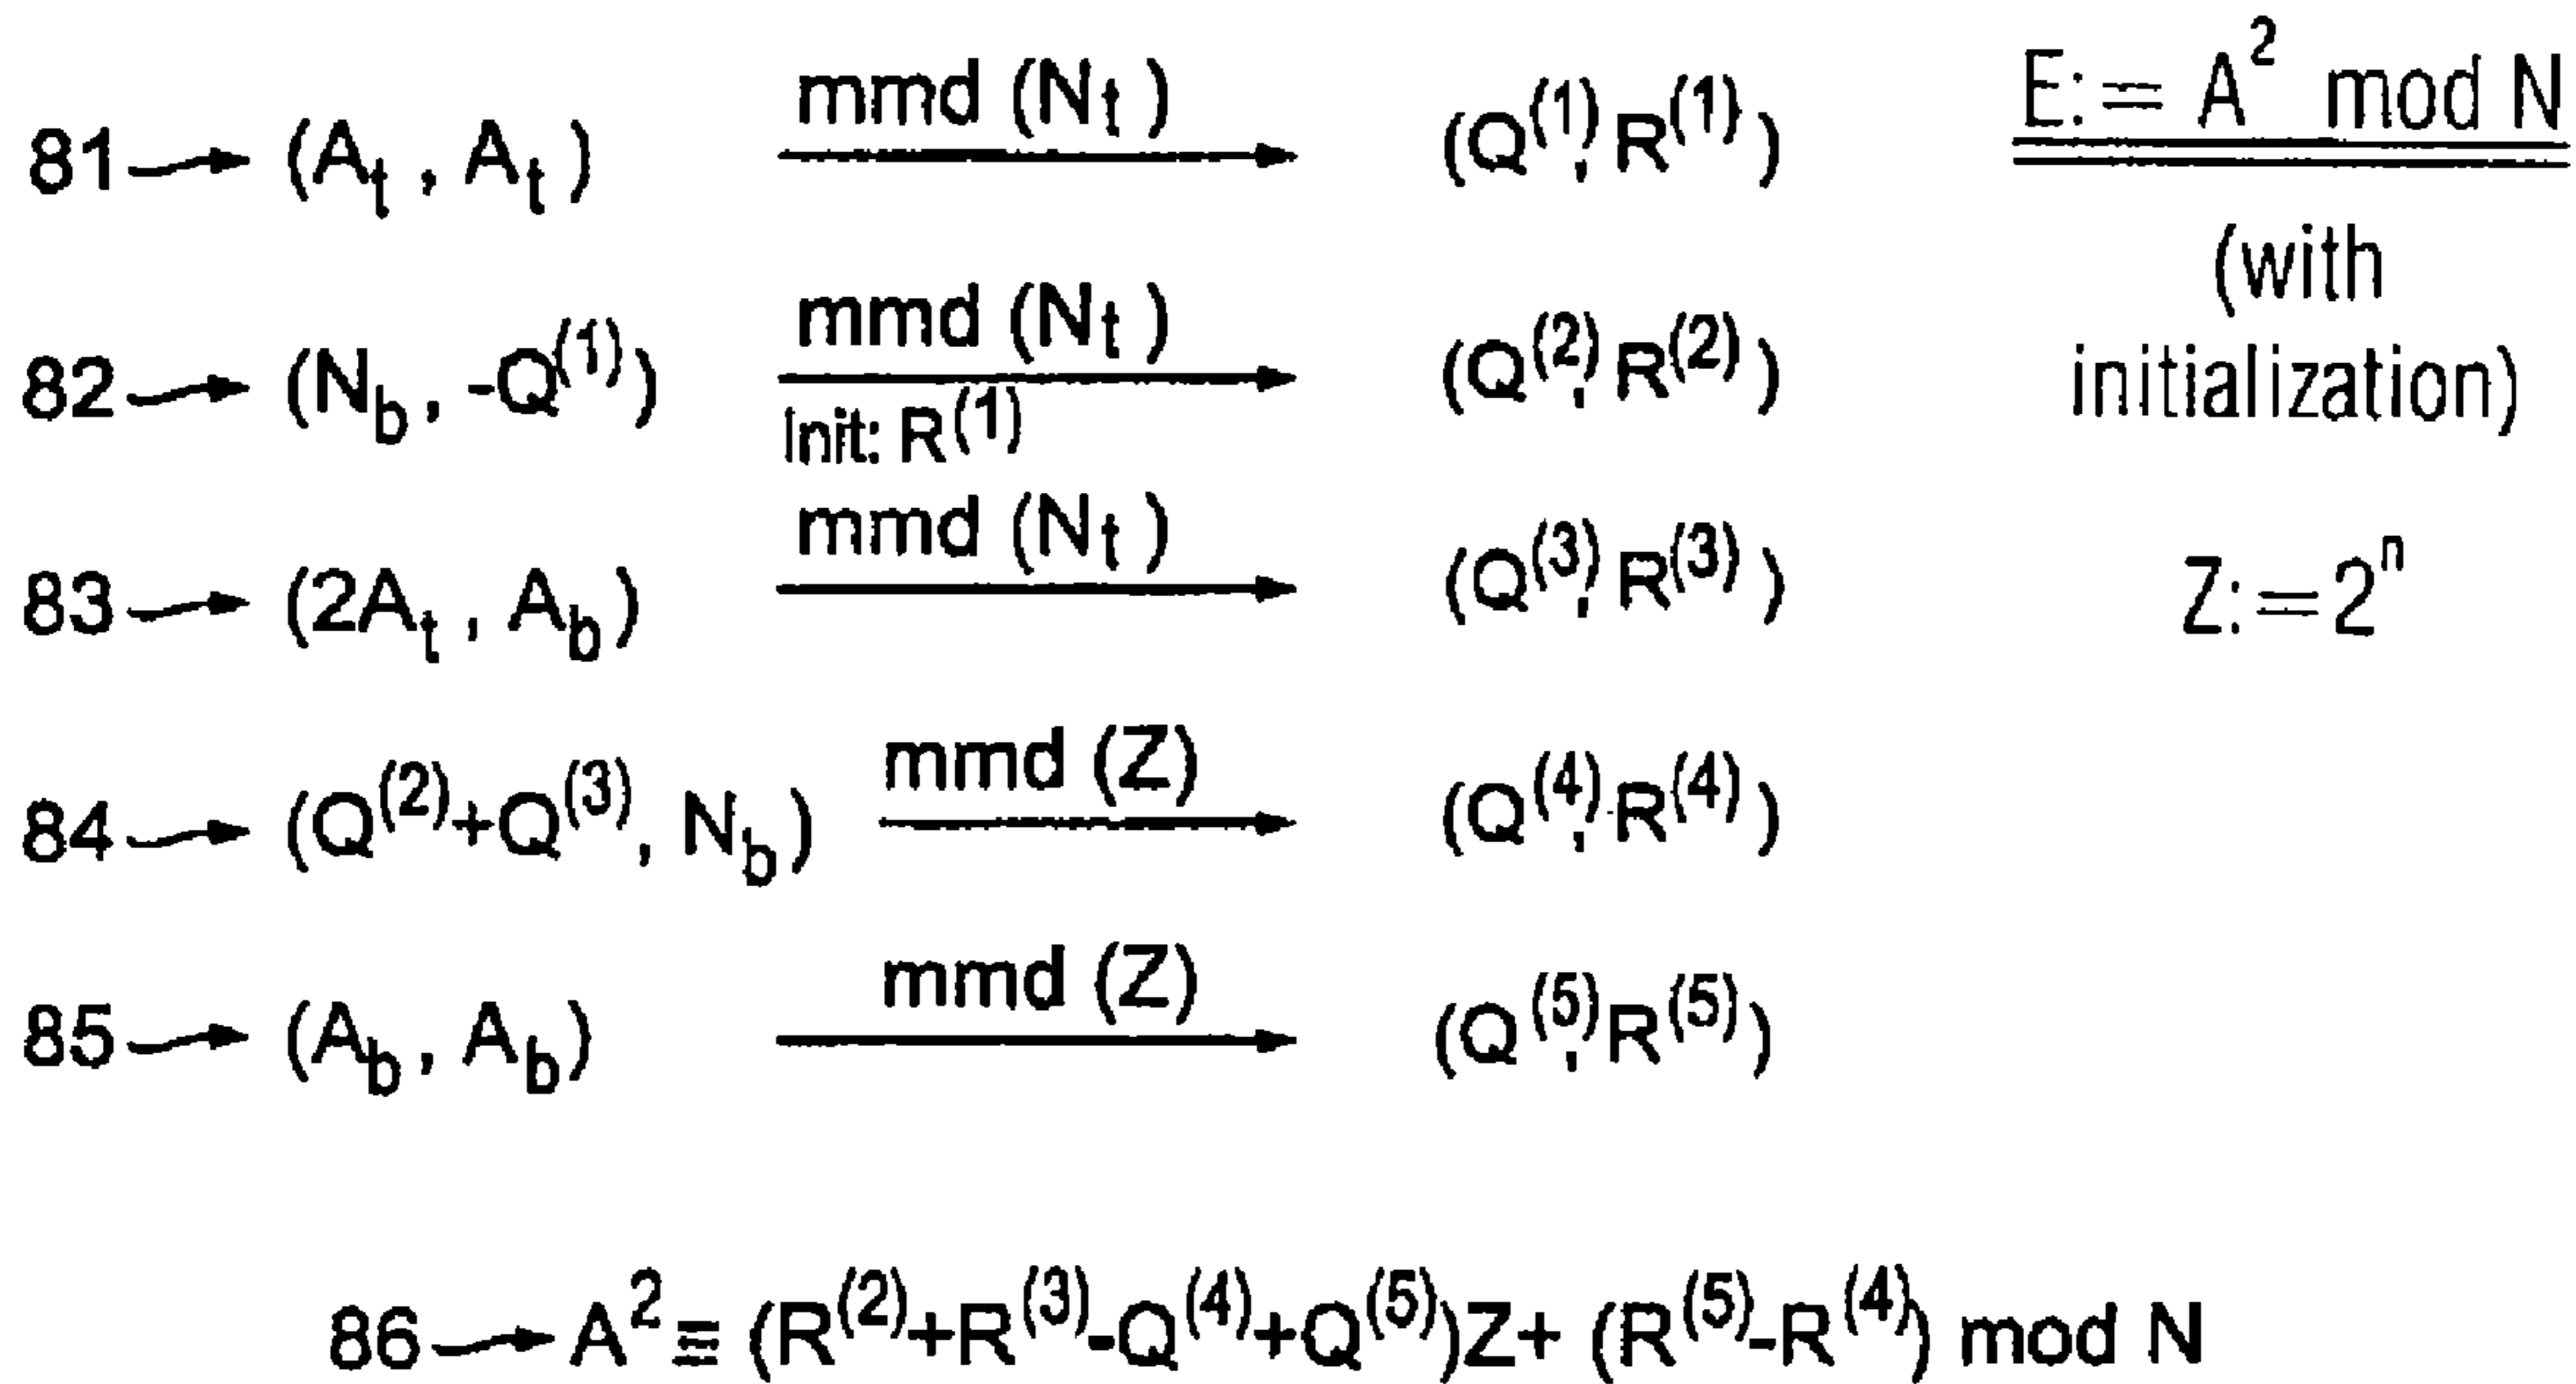 81 → (A_t , A_t ) mmd (N_t ) (Q^(1), R^(1) ) E: = A^2 mod N
(with
82 → (N_b, -Q^(1)) mmd (N_t ) (Q^(2), R^(2) ) initialization)
Init: R^(1)
83 → (2A_t , A_b) mmd (N_t ) (Q^(3), R^(3) ) Z: = 2^n
84 → (Q^(2)+Q^(3), N_b) mmd (Z) (Q^(4), R^(4) )
85 → (A_b, A_b) mmd (Z) (Q^(5), R^(5))
86 → A^2 ≡ (R^(2)+R^(3)-Q^(4)+Q^(5))Z+ (R^(5)-R^(4)) mod N